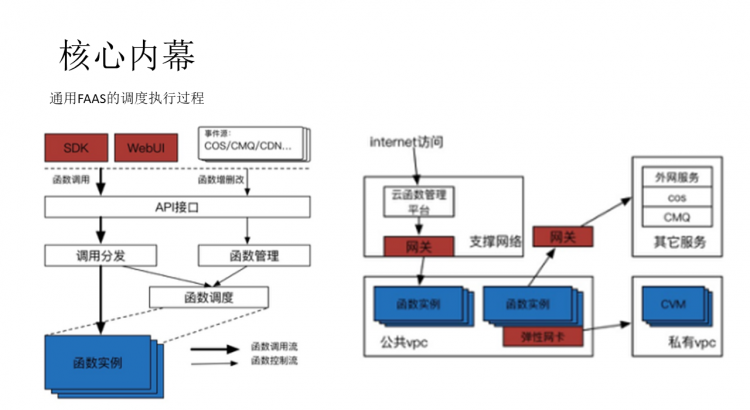 核心内幕
通用FAAS的调度执行过程
SDK
WebUI
事件源：
COS/CMQ/CDN...
函数调用
函数增删改
API接口
调用分发
函数管理
函数调度
函数实例
函数调用流
函数控制流
internet访问
云函数管理
平台
网关
支撑网络
网关
外网服务
cos
CMQ
其它服务
函数实例
函数实例
弹性网卡
公共vpc
CVM
私有vpc